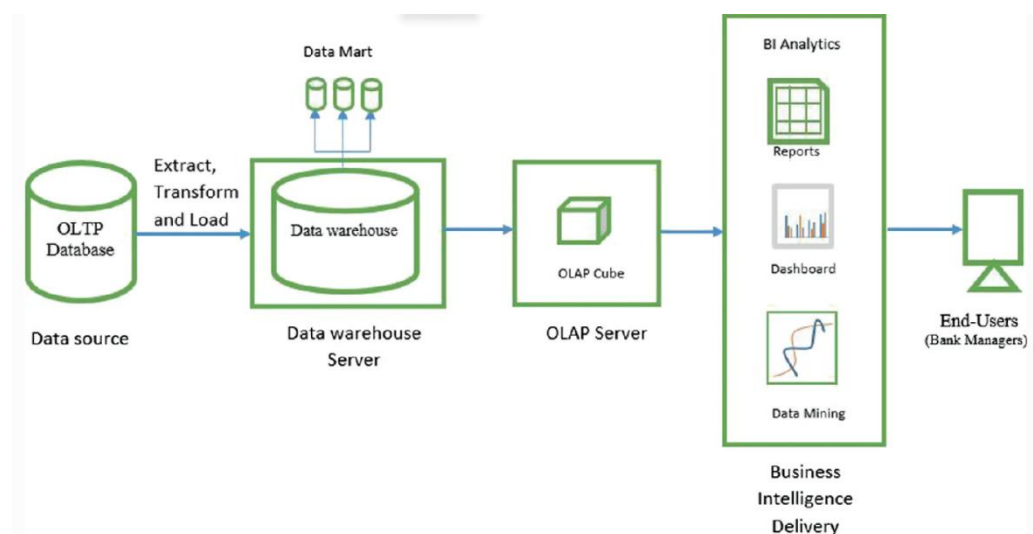 Data Mart
BI Analytics
Reports
Extract,
Transform
and Load
OLTP
Database
Data warehouse
OLAP Cube
Dashboard
Data Mining
Data source
Data warehouse
Server
OLAP Server
Business
Intelligence
Delivery
End-Users
(Bank Managers)